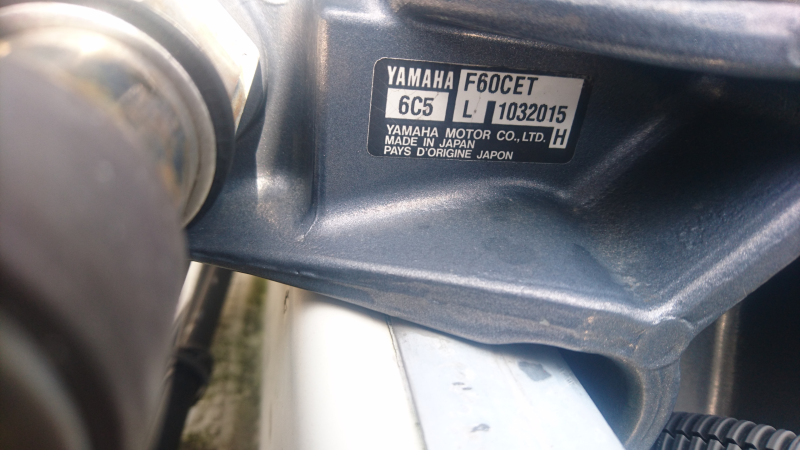 YAMAHA F60CET
6C5 L 1032015
YAMAHA MOTOR CO., LTD. H
MADE IN JAPAN
PAYS D'ORIGINE JAPON